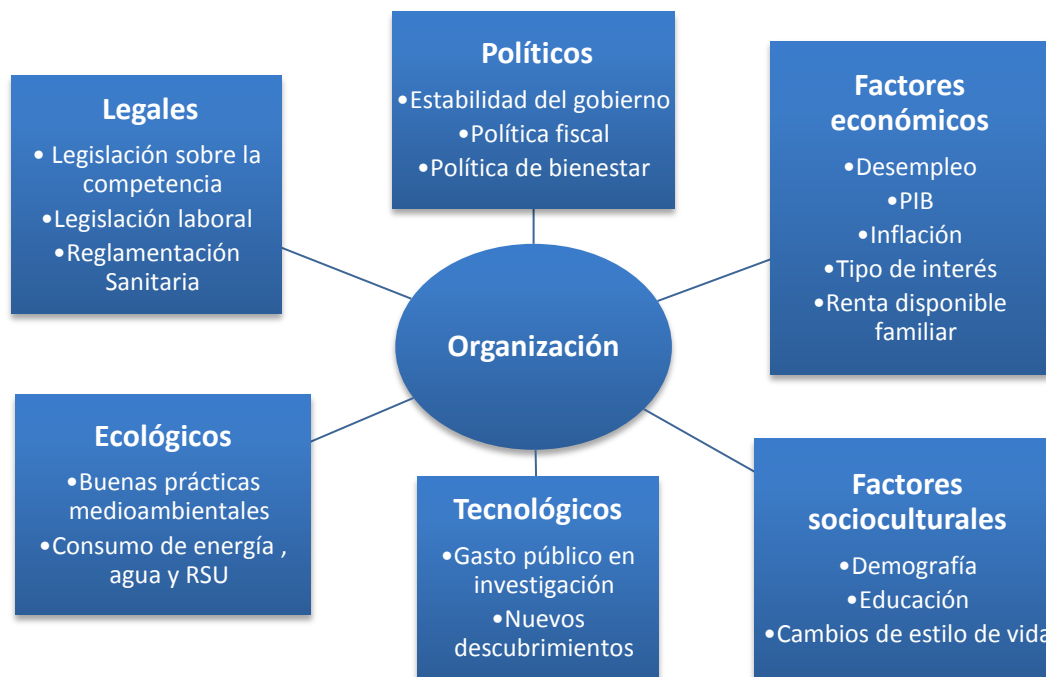 Políticos
•Estabilidad del gobierno
•Política fiscal
•Política de bienestar
Legales
• Legislación sobre la
competencia
•Legislación laboral
•Reglamentación
Sanitaria
Factores
económicos
•Desempleo
•PIB
•Inflación
•Tipo de interés
•Renta disponible
familiar
Organización
Ecológicos
•Buenas prácticas
medioambientales
•Consumo de energía ,
agua y RSU
Tecnológicos
•Gasto público en
investigación
•Nuevos
descubrimientos
Factores
socioculturales
•Demografía
•Educación
•Cambios de estilo de vida